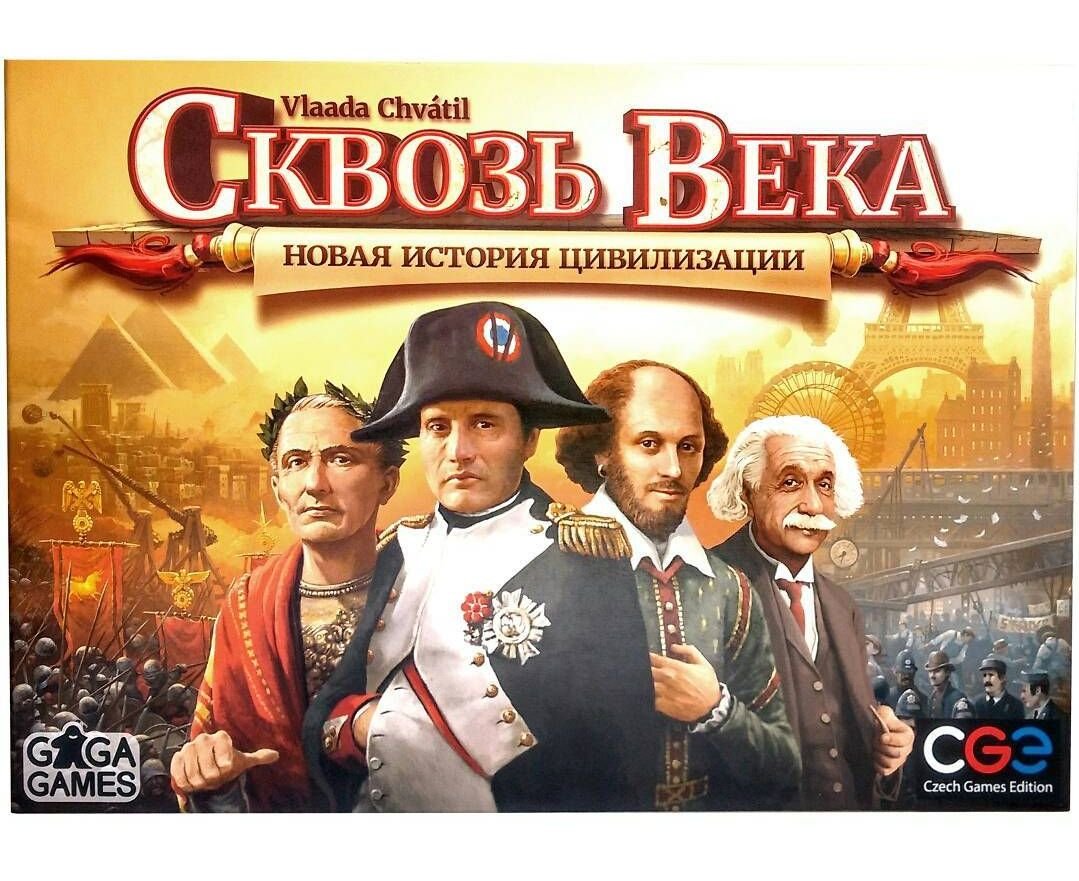 Vlaada Chvátil
Сквозь Века
НОВАЯ ИСТОРИЯ ЦИВИЛИЗАЦИИ
GAGA
GAMES
CGE
Czech Games Edition